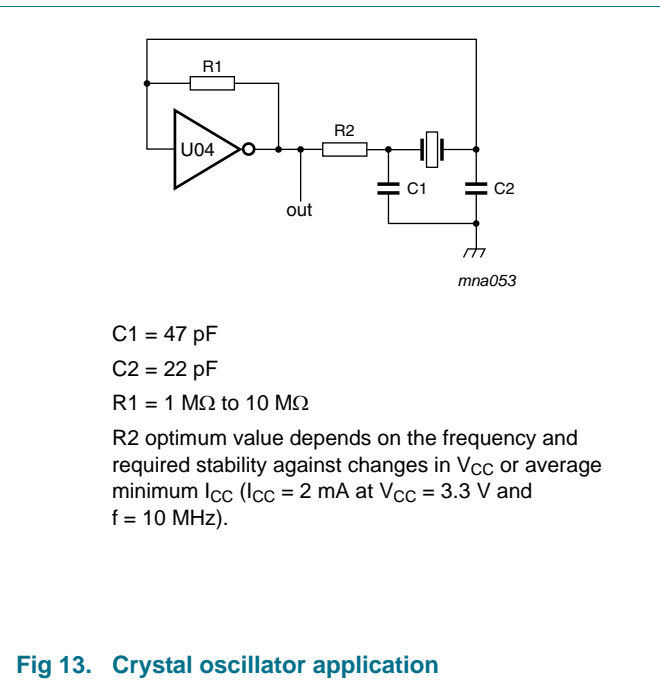 R1
U04
R2
C1
C2
out
mna053
C1 = 47 pF
C2 = 22 pF
R1 = 1 MΩ to 10 MΩ
R2 optimum value depends on the frequency and
required stability against changes in VCC or average
minimum ICC (ICC = 2 mA at VCC = 3.3 V and
f = 10 MHz).
Fig 13. Crystal oscillator application